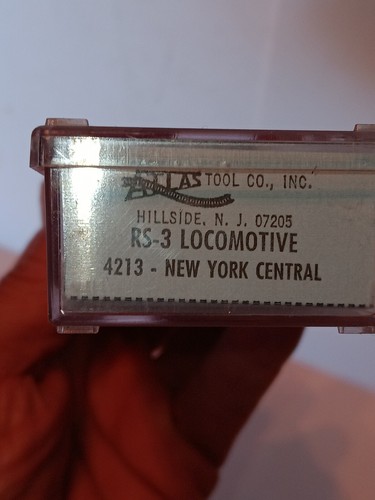 ATLAS TOOL CO., INC.
HILLSIDE, N. J. 07205
RS-3 LOCOMOTIVE
4213 - NEW YORK CENTRAL